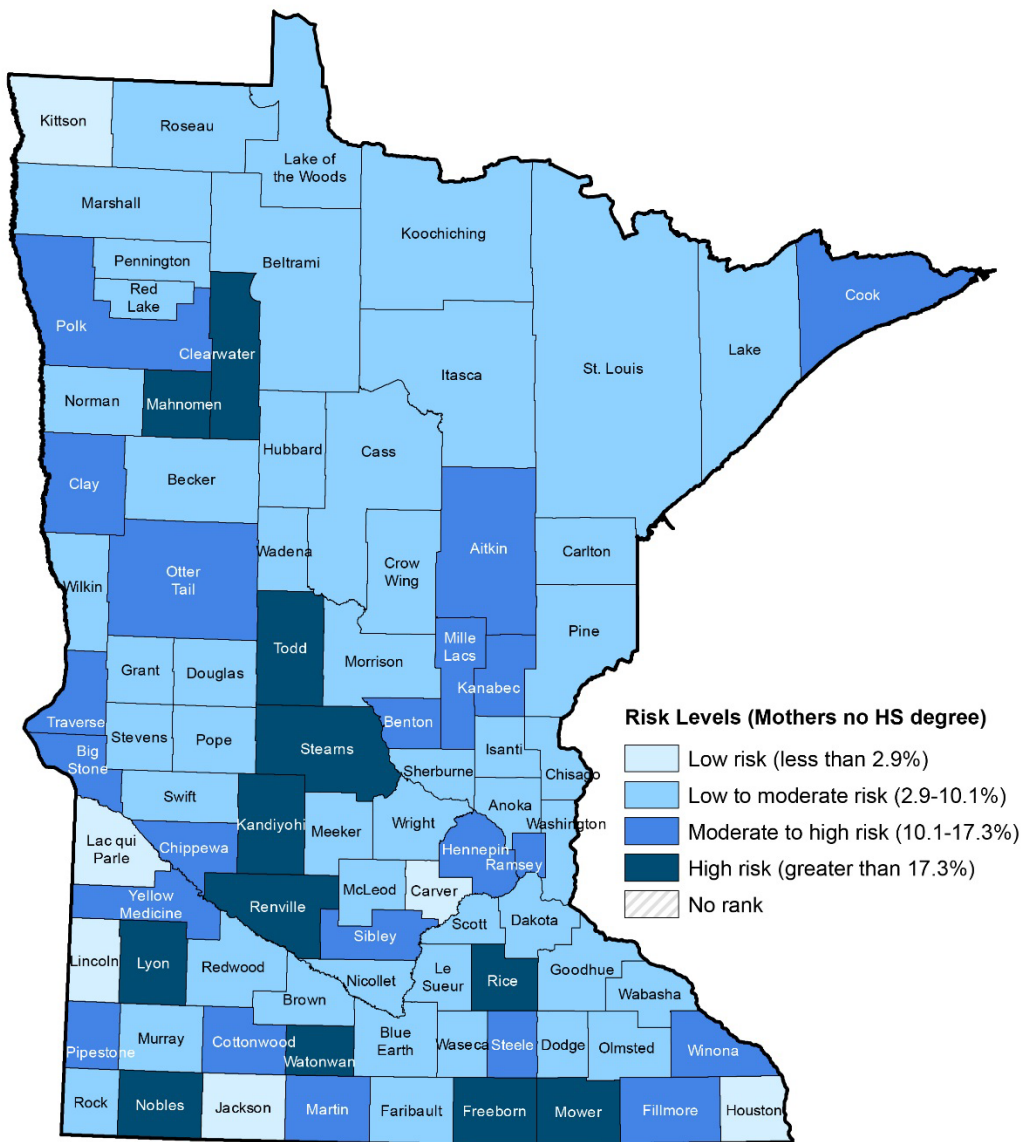 Kittson
Roseau
Lake of
the Woods
Marshall
Koochiching
Pennington
Beltrami
Red
Lake
Cook
Polk
Clearwater
Lake
St. Louis
Itasca
Norman
Mahnomen
Hubbard
Cass
Clay
Becker
Aitkin
Wadena
Carlton
Otter
Tail
Crow
Wing
Wilkin
Pine
Todd
Mille
Lacs
Morrison
Grant
Douglas
Kanabec
Traverse
Benton
Stevens
Pope
Stearns
Isanti
Big
Stone
Sherburne
Chisago
Swift
Anoka
Kandiyohi
Meeker
Wright
Washington
Lac qui
Parle
Chippewa
Hennepin
Ramsey
McLeod
Carver
Yellow
Medicine
Renville
Scott
Dakota
Sibley
Lincoln
Lyon
Redwood
Nicollet
Le
Sueur
Rice
Goodhue
Wabasha
Brown
Pipestone
Murray
Cottonwood
Watonwan
Blue
Earth
Waseca
Steele
Dodge
Olmsted
Winona
Rock
Nobles
Jackson
Martin
Faribault
Freeborn
Mower
Fillmore
Houston
Risk Levels (Mothers no HS degree)
Low risk (less than 2.9%)
Low to moderate risk (2.9-10.1%)
Moderate to high risk (10.1-17.3%)
High risk (greater than 17.3%)
No rank